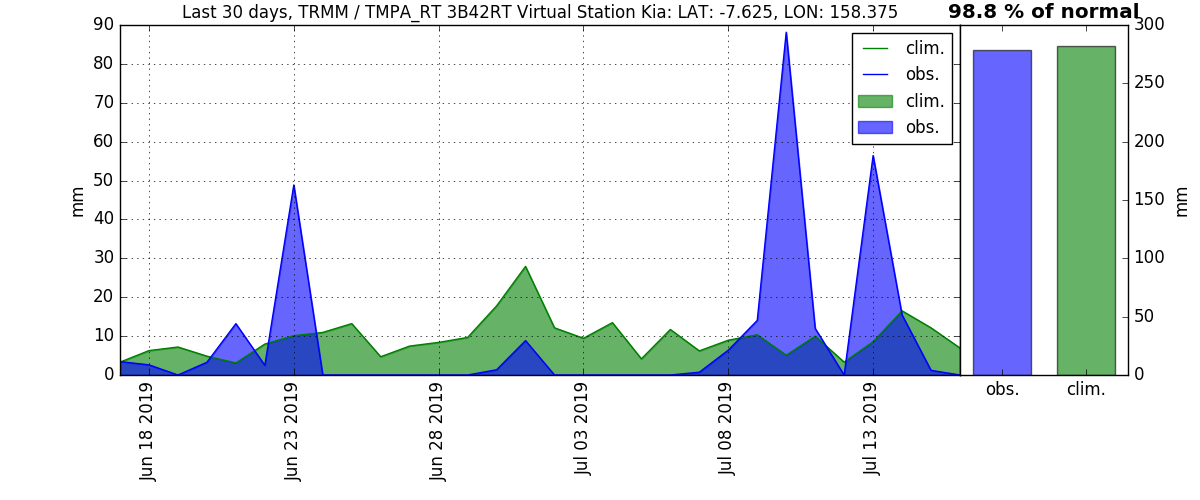 Last 30 days, TRMM / TMPA_RT 3B42RT Virtual Station Kia: LAT: -7.625, LON: 158.375
98.8 % of normal
90
80
70
60
50
40
30
20
10
0
mm
clim.
obs.
clim.
obs.
Jun 18 2019
Jun 23 2019
Jun 28 2019
Jul 03 2019
Jul 08 2019
Jul 13 2019
300
250
200
150
100
50
0
mm
obs.
clim.